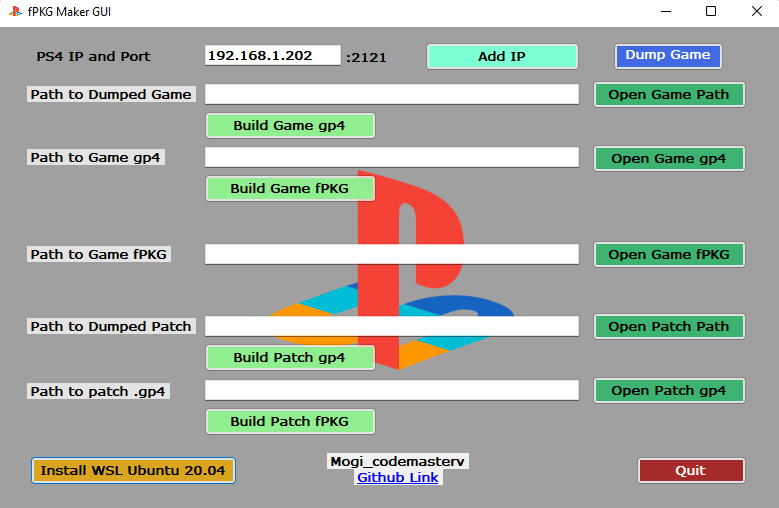 fPKG Maker GUI
PS4 IP and Port 192.168.1.202 :2121 Add IP Dump Game
Path to Dumped Game Open Game Path
Build Game gp4
Path to Game gp4 Open Game gp4
Build Game fPKG
Path to Game fPKG Open Game fPKG
Path to Dumped Patch Open Patch Path
Build Patch gp4
Path to patch .gp4 Open Patch gp4
Build Patch fPKG
Install WSL Ubuntu 20.04 Mogi_codemasterv Quit
Github Link